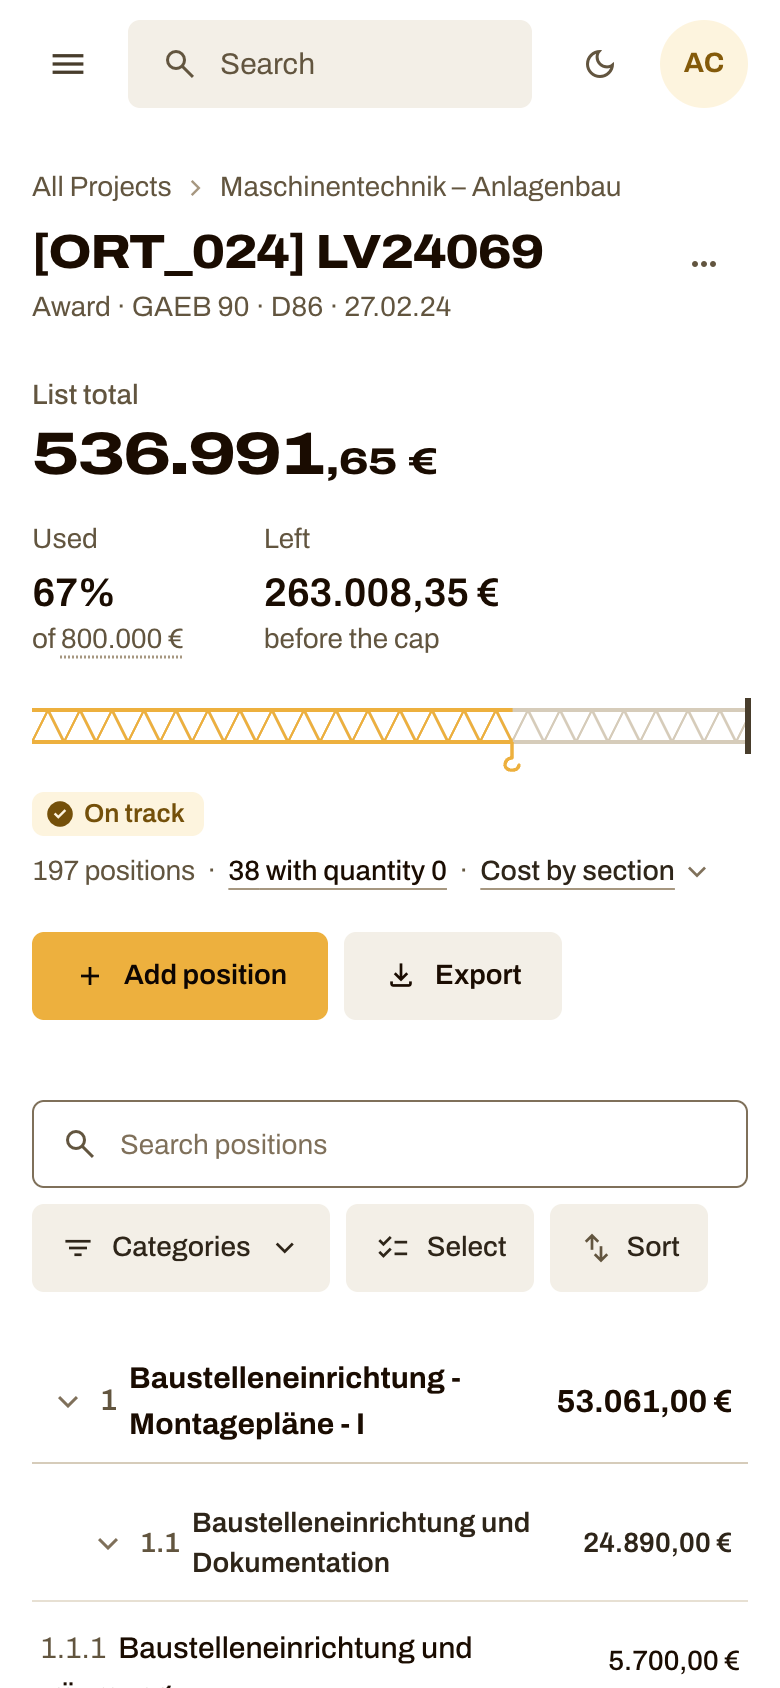 Search
AC
All Projects > Maschinentechnik – Anlagenbau
[ORT_024] LV24069
Award · GAEB 90 · D86 · 27.02.24
List total
536.991,65 €
Used Left
67% 263.008,35 €
of 800.000 € before the cap
On track
197 positions · 38 with quantity 0 · Cost by section
Add position Export
Search positions
Categories Select Sort
1 Baustelleneinrichtung - 53.061,00 €
Montagepläne - I
1.1 Baustelleneinrichtung und 24.890,00 €
Dokumentation
1.1.1 Baustelleneinrichtung und 5.700,00 €